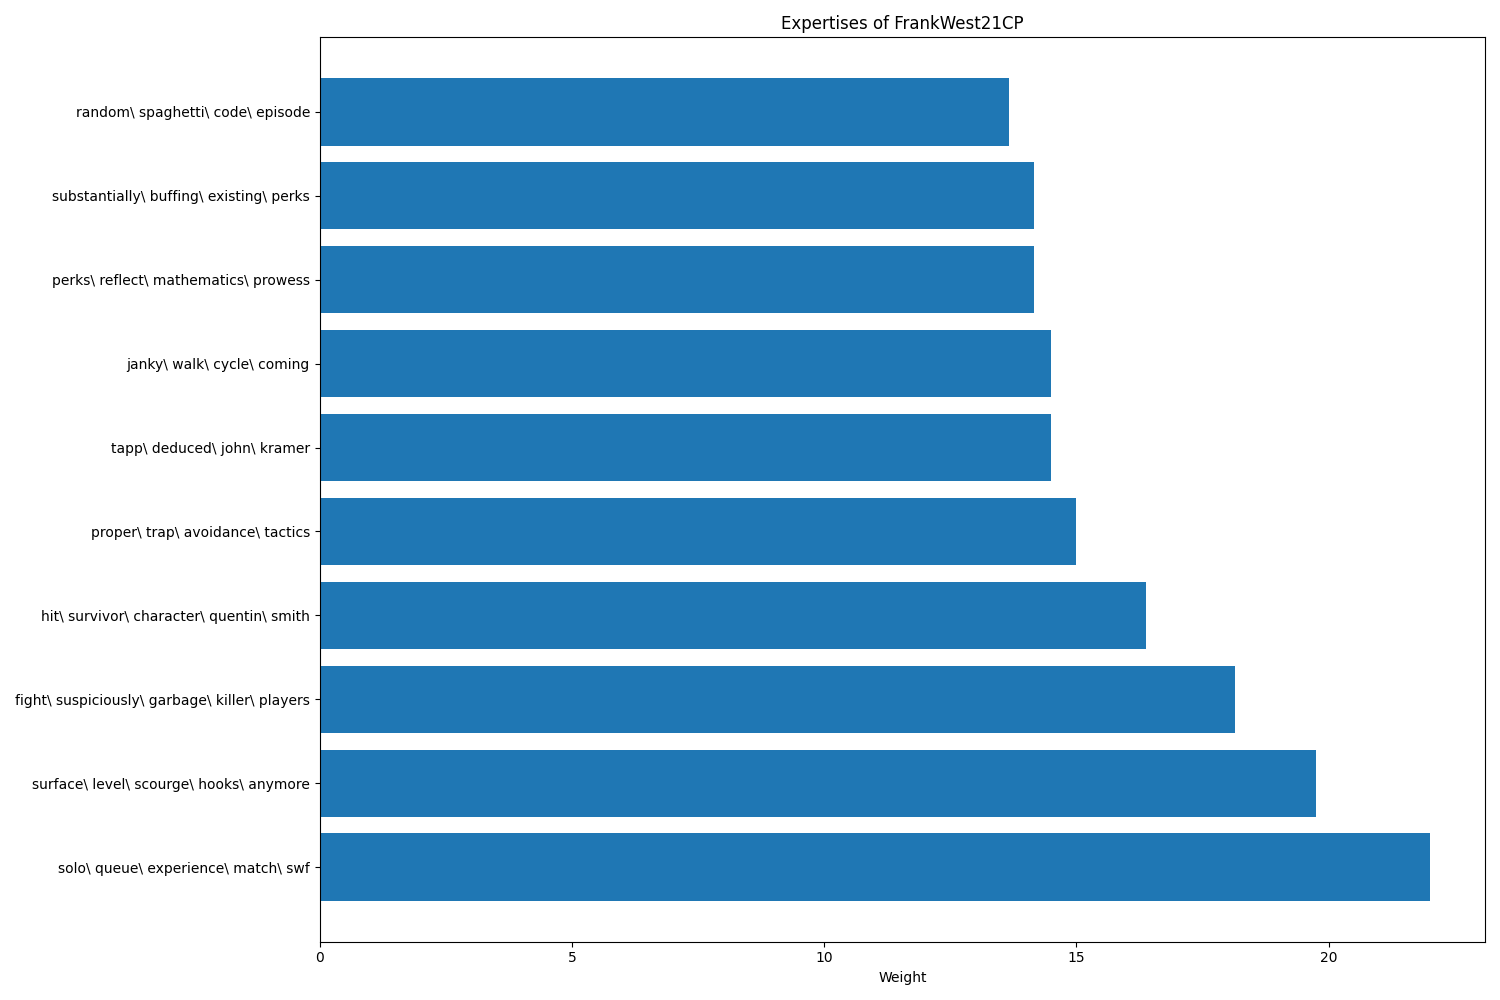 Expertises of FrankWest21CP
random\ spaghetti\ code\ episode
substantially\ buffing\ existing\ perks
perks\ reflect\ mathematics\ prowess
janky\ walk\ cycle\ coming
tapp\ deduced\ john\ kramer
proper\ trap\ avoidance\ tactics
hit\ survivor\ character\ quentin\ smith
fight\ suspiciously\ garbage\ killer\ players
surface\ level\ scourge\ hooks\ anymore
solo\ queue\ experience\ match\ swf
0 5 10 15 20
Weight